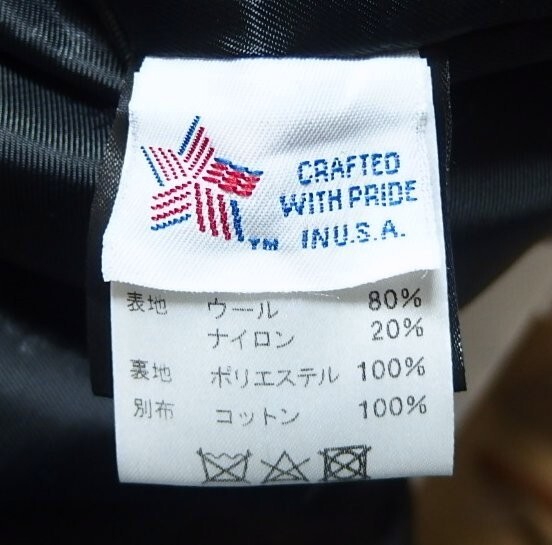 CRAFTED
WITH PRIDE
IN U.S.A.
TM
表地 ウール 80%
ナイロン 20%
裏地 ポリエステル 100%
別布 コットン 100%